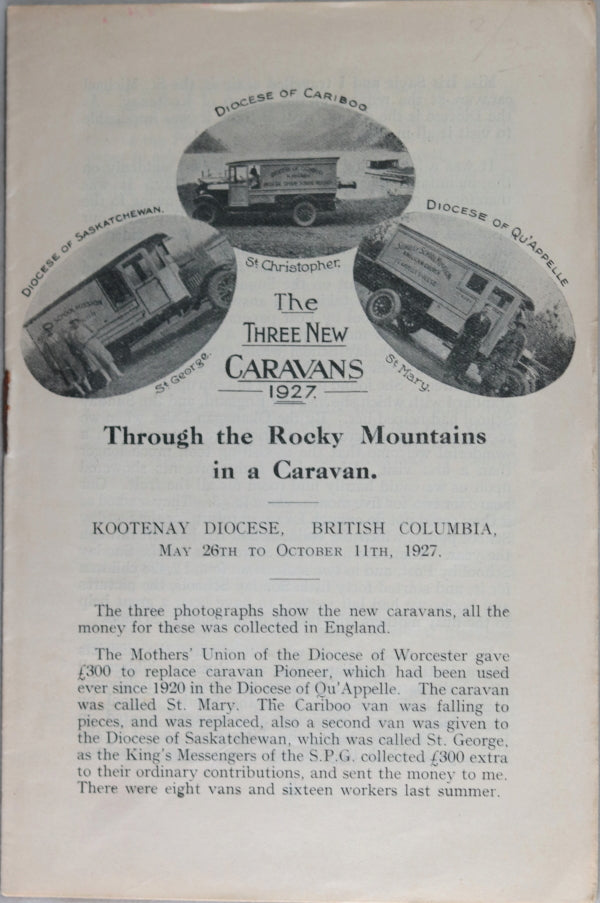 DIOCESE OF CARIBOO
DIOCESE OF SASKATCHEWAN.
DIOCESE OF QU'APPELLE
St Christopher.
St George.
St Mary.
The
THREE NEW
CARAVANS
1927.
Through the Rocky Mountains
in a Caravan.
KOOTENAY DIOCESE, BRITISH COLUMBIA,
MAY 26TH TO OCTOBER 11TH, 1927.
The three photographs show the new caravans, all the
money for these was collected in England.
The Mothers' Union of the Diocese of Worcester gave
£300 to replace caravan Pioneer, which had been used
ever since 1920 in the Diocese of Qu'Appelle. The caravan
was called St. Mary. The Cariboo van was falling to
pieces, and was replaced, also a second van was given to
the Diocese of Saskatchewan, which was called St. George,
as the King's Messengers of the S.P.G. collected £300 extra
to their ordinary contributions, and sent the money to me.
There were eight vans and sixteen workers last summer.